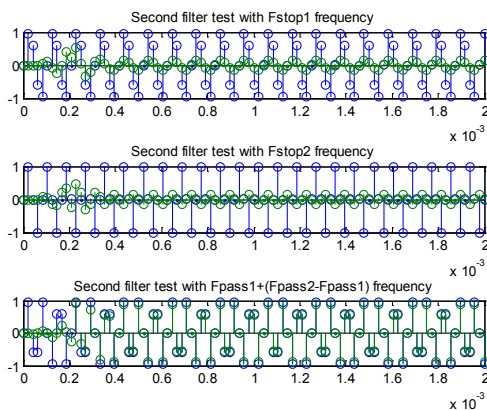 Second filter test with Fstop1 frequency
1
0
-1
0 0.2 0.4 0.6 0.8 1 1.2 1.4 1.6 1.8 2
x 10^-3
Second filter test with Fstop2 frequency
1
0
-1
0 0.2 0.4 0.6 0.8 1 1.2 1.4 1.6 1.8 2
x 10^-3
Second filter test with Fpass1+(Fpass2-Fpass1) frequency
1
0
-1
0 0.2 0.4 0.6 0.8 1 1.2 1.4 1.6 1.8 2
x 10^-3